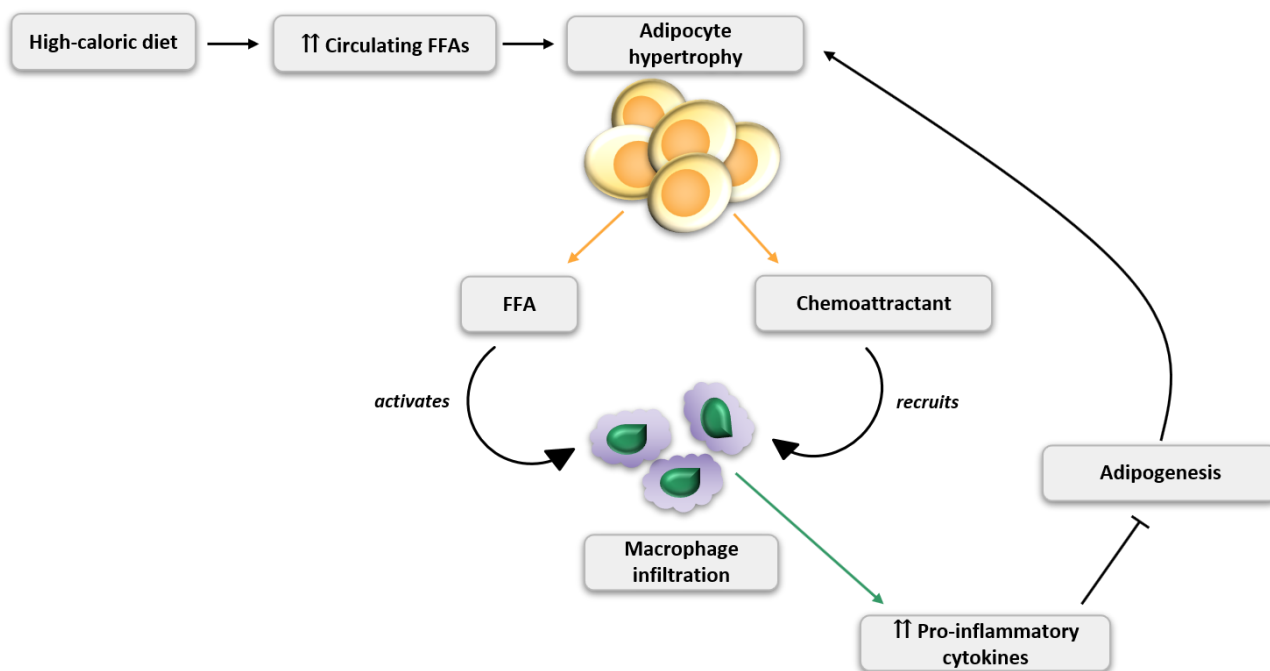 High-caloric diet
⇈ Circulating FFAs
Adipocyte
hypertrophy
FFA
Chemoattractant
activates
recruits
Adipogenesis
Macrophage
infiltration
⇈ Pro-inflammatory
cytokines